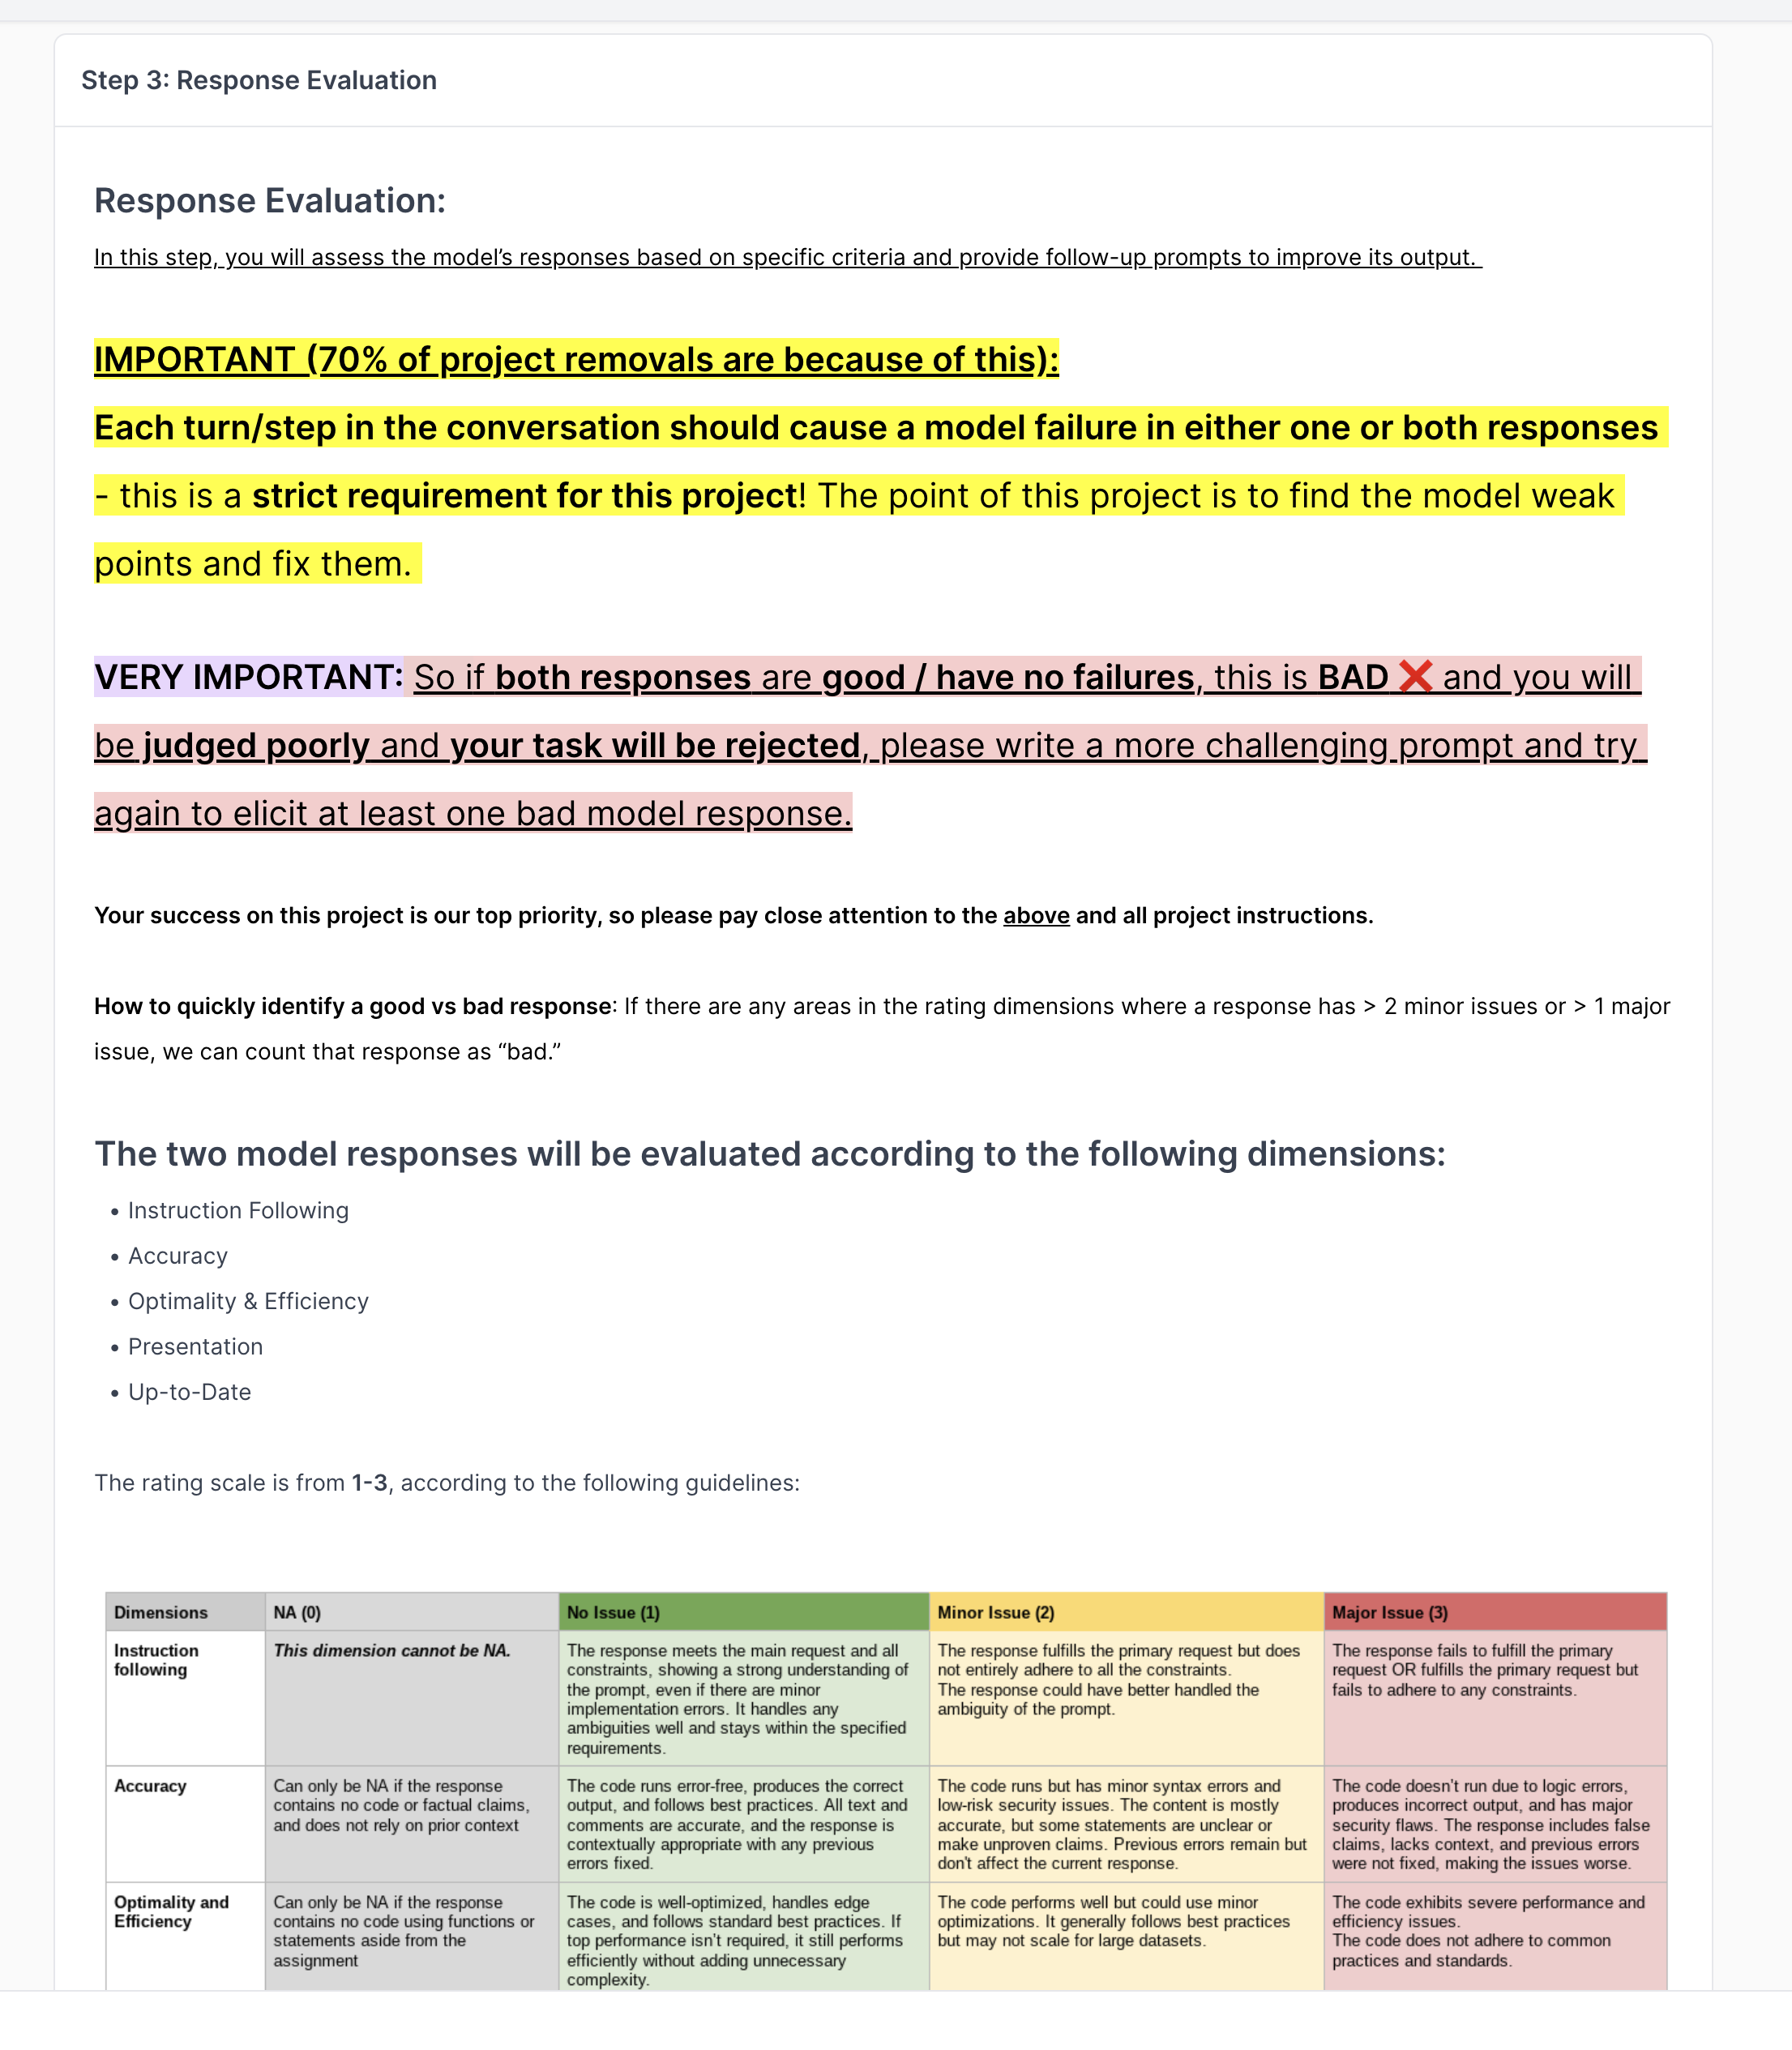 Step 3: Response Evaluation
Response Evaluation:
In this step, you will assess the model’s responses based on specific criteria and provide follow-up prompts to improve its output.
IMPORTANT (70% of project removals are because of this):
Each turn/step in the conversation should cause a model failure in either one or both responses
- this is a strict requirement for this project! The point of this project is to find the model weak
points and fix them.
VERY IMPORTANT: So if both responses are good / have no failures, this is BAD ❌ and you will
be judged poorly and your task will be rejected, please write a more challenging prompt and try
again to elicit at least one bad model response.
Your success on this project is our top priority, so please pay close attention to the above and all project instructions.
How to quickly identify a good vs bad response: If there are any areas in the rating dimensions where a response has > 2 minor issues or > 1 major
issue, we can count that response as “bad.”
The two model responses will be evaluated according to the following dimensions:
• Instruction Following
• Accuracy
• Optimality & Efficiency
• Presentation
• Up-to-Date
The rating scale is from 1-3, according to the following guidelines:
Dimensions
NA (0)
No Issue (1)
Minor Issue (2)
Major Issue (3)
Instruction
following
This dimension cannot be NA.
The response meets the main request and all
constraints, showing a strong understanding of
the prompt, even if there are minor
implementation errors. It handles any
ambiguities well and stays within the specified
requirements.
The response fulfills the primary request but does
not entirely adhere to all the constraints.
The response could have better handled the
ambiguity of the prompt.
The response fails to fulfill the primary
request OR fulfills the primary request but
fails to adhere to any constraints.
Accuracy
Can only be NA if the response
contains no code or factual claims,
and does not rely on prior context
The code runs error-free, produces the correct
output, and follows best practices. All text and
comments are accurate, and the response is
contextually appropriate with any previous
errors fixed.
The code runs but has minor syntax errors and
low-risk security issues. The content is mostly
accurate, but some statements are unclear or
make unproven claims. Previous errors remain but
don't affect the current response.
The code doesn’t run due to logic errors,
produces incorrect output, and has major
security flaws. The response includes false
claims, lacks context, and previous errors
were not fixed, making the issues worse.
Optimality and
Efficiency
Can only be NA if the response
contains no code using functions or
statements aside from the
assignment
The code is well-optimized, handles edge
cases, and follows standard best practices. If
top performance isn't required, it still performs
efficiently without adding unnecessary
complexity.
The code performs well but could use minor
optimizations. It generally follows best practices
but may not scale for large datasets.
The code exhibits severe performance and
efficiency issues.
The code does not adhere to common
practices and standards.